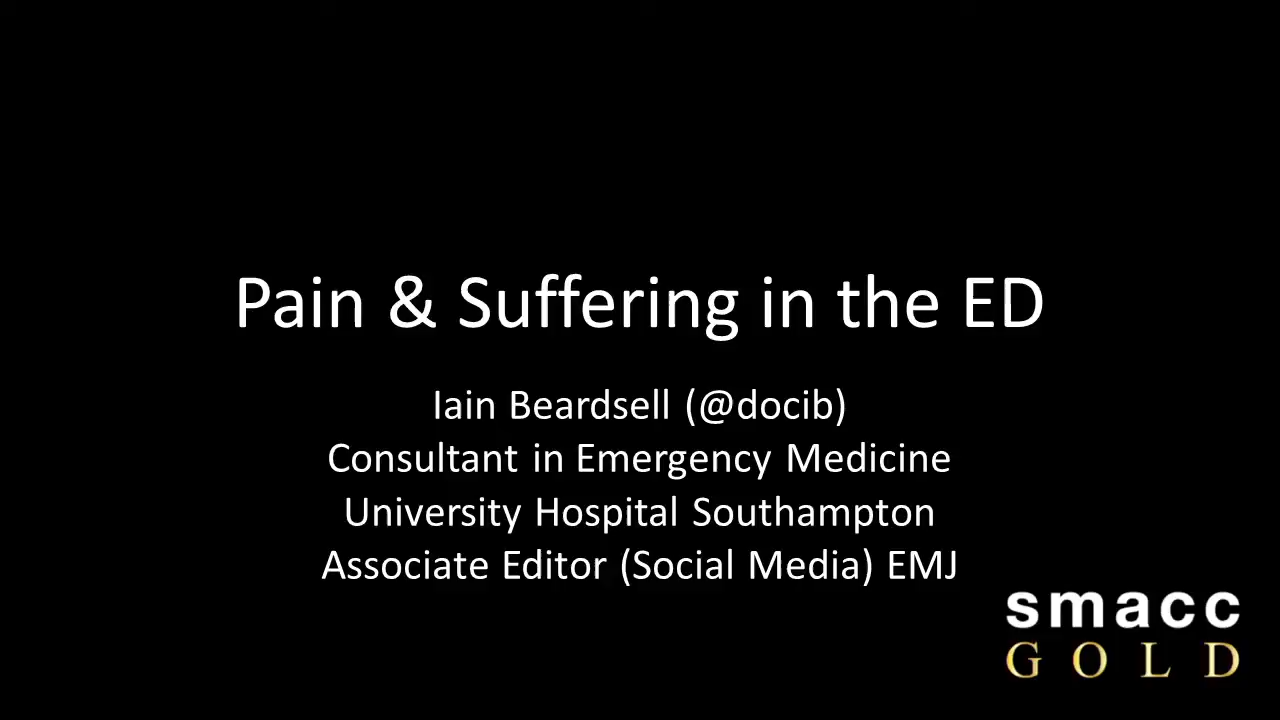 Pain & Suffering in the ED
Iain Beardsell (@docib)
Consultant in Emergency Medicine
University Hospital Southampton
Associate Editor (Social Media) EMJ
smacc
GOLD